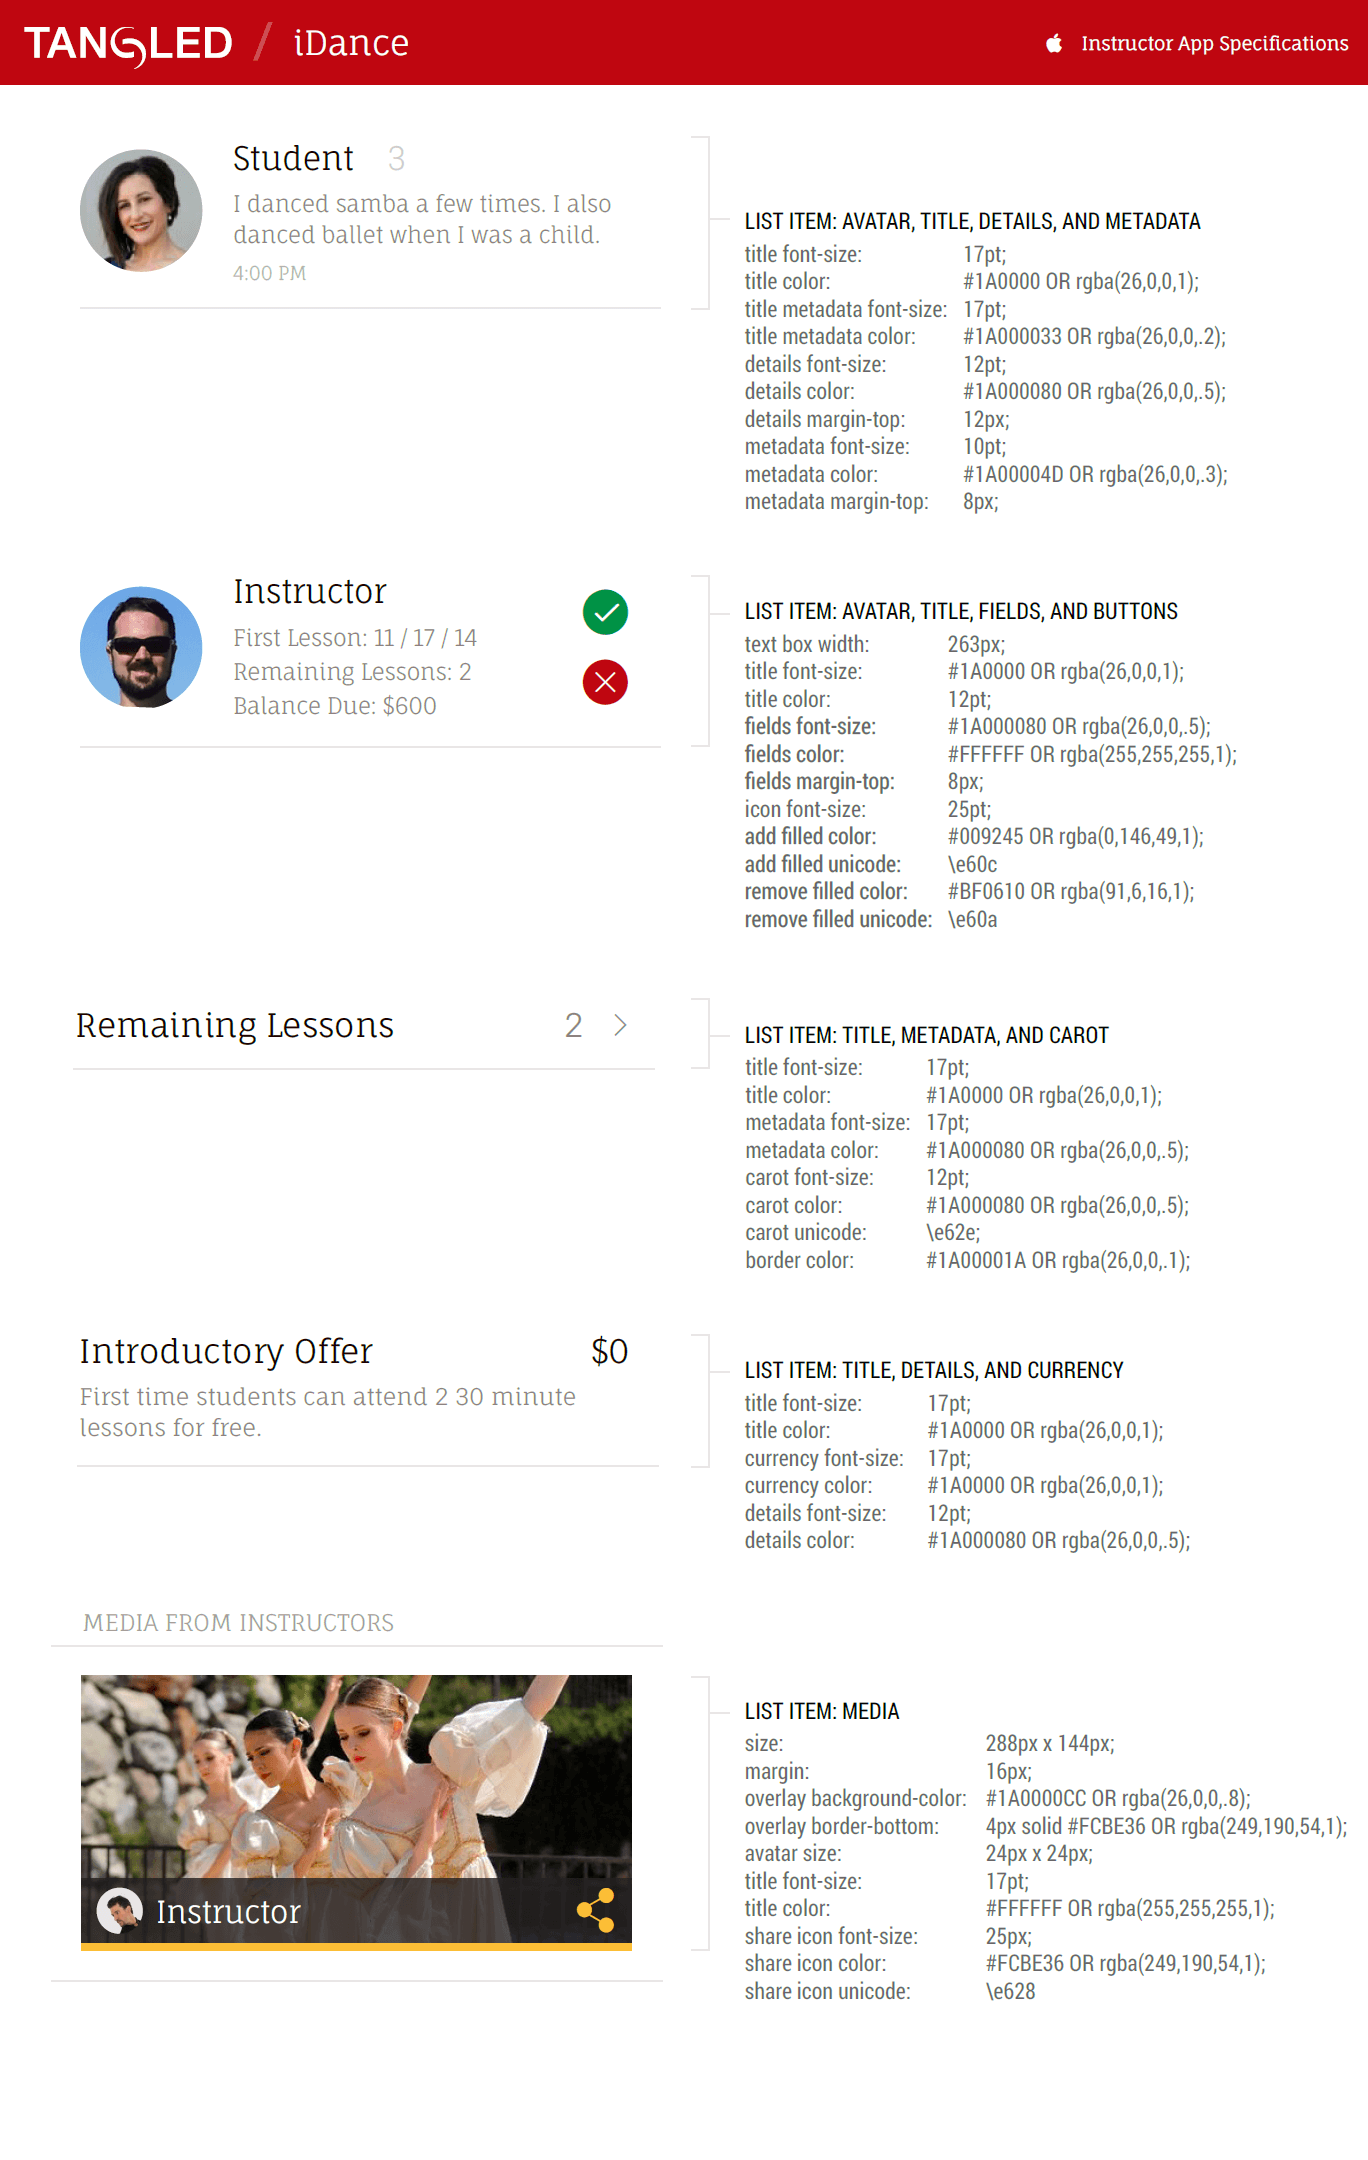 TANGLED / iDance
Instructor App Specifications
Student 3
I danced samba a few times. I also
danced ballet when I was a child.
4:00 PM
LIST ITEM: AVATAR, TITLE, DETAILS, AND METADATA
title font-size: 17pt;
title color: #1A0000 OR rgba(26,0,0,1);
title metadata font-size: 17pt;
title metadata color: #1A000033 OR rgba(26,0,0,.2);
details font-size: 12pt;
details color: #1A000080 OR rgba(26,0,0,.5);
details margin-top: 12px;
metadata font-size: 10pt;
metadata color: #1A00004D OR rgba(26,0,0,.3);
metadata margin-top: 8px;
Instructor
First Lesson: 11 / 17 / 14
Remaining Lessons: 2
Balance Due: $600
LIST ITEM: AVATAR, TITLE, FIELDS, AND BUTTONS
text box width: 263px;
title font-size: #1A0000 OR rgba(26,0,0,1);
title color: 12pt;
fields font-size: #1A000080 OR rgba(26,0,0,.5);
fields color: #FFFFFF OR rgba(255,255,255,1);
fields margin-top: 8px;
icon font-size: 25pt;
add filled color: #009245 OR rgba(0,146,49,1);
add filled unicode: \e60c
remove filled color: #BF0610 OR rgba(91,6,16,1);
remove filled unicode: \e60a
Remaining Lessons 2
LIST ITEM: TITLE, METADATA, AND CAROT
title font-size: 17pt;
title color: #1A0000 OR rgba(26,0,0,1);
metadata font-size: 17pt;
metadata color: #1A000080 OR rgba(26,0,0,.5);
carot font-size: 12pt;
carot color: #1A000080 OR rgba(26,0,0,.5);
carot unicode: \e62e;
border color: #1A00001A OR rgba(26,0,0,.1);
Introductory Offer $0
First time students can attend 2 30 minute
lessons for free.
LIST ITEM: TITLE, DETAILS, AND CURRENCY
title font-size: 17pt;
title color: #1A0000 OR rgba(26,0,0,1);
currency font-size: 17pt;
currency color: #1A0000 OR rgba(26,0,0,1);
details font-size: 12pt;
details color: #1A000080 OR rgba(26,0,0,.5);
MEDIA FROM INSTRUCTORS
Instructor
LIST ITEM: MEDIA
size: 288px x 144px;
margin: 16px;
overlay background-color: #1A0000CC OR rgba(26,0,0,.8);
overlay border-bottom: 4px solid #FCBE36 OR rgba(249,190,54,1);
avatar size: 24px x 24px;
title font-size: 17pt;
title color: #FFFFFF OR rgba(255,255,255,1);
share icon font-size: 25px;
share icon color: #FCBE36 OR rgba(249,190,54,1);
share icon unicode: \e628